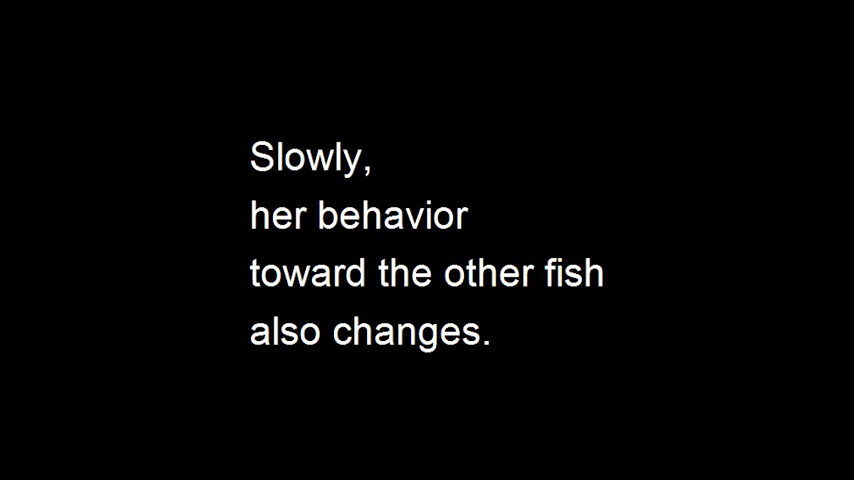 Slowly,
her behavior
toward the other fish
also changes.